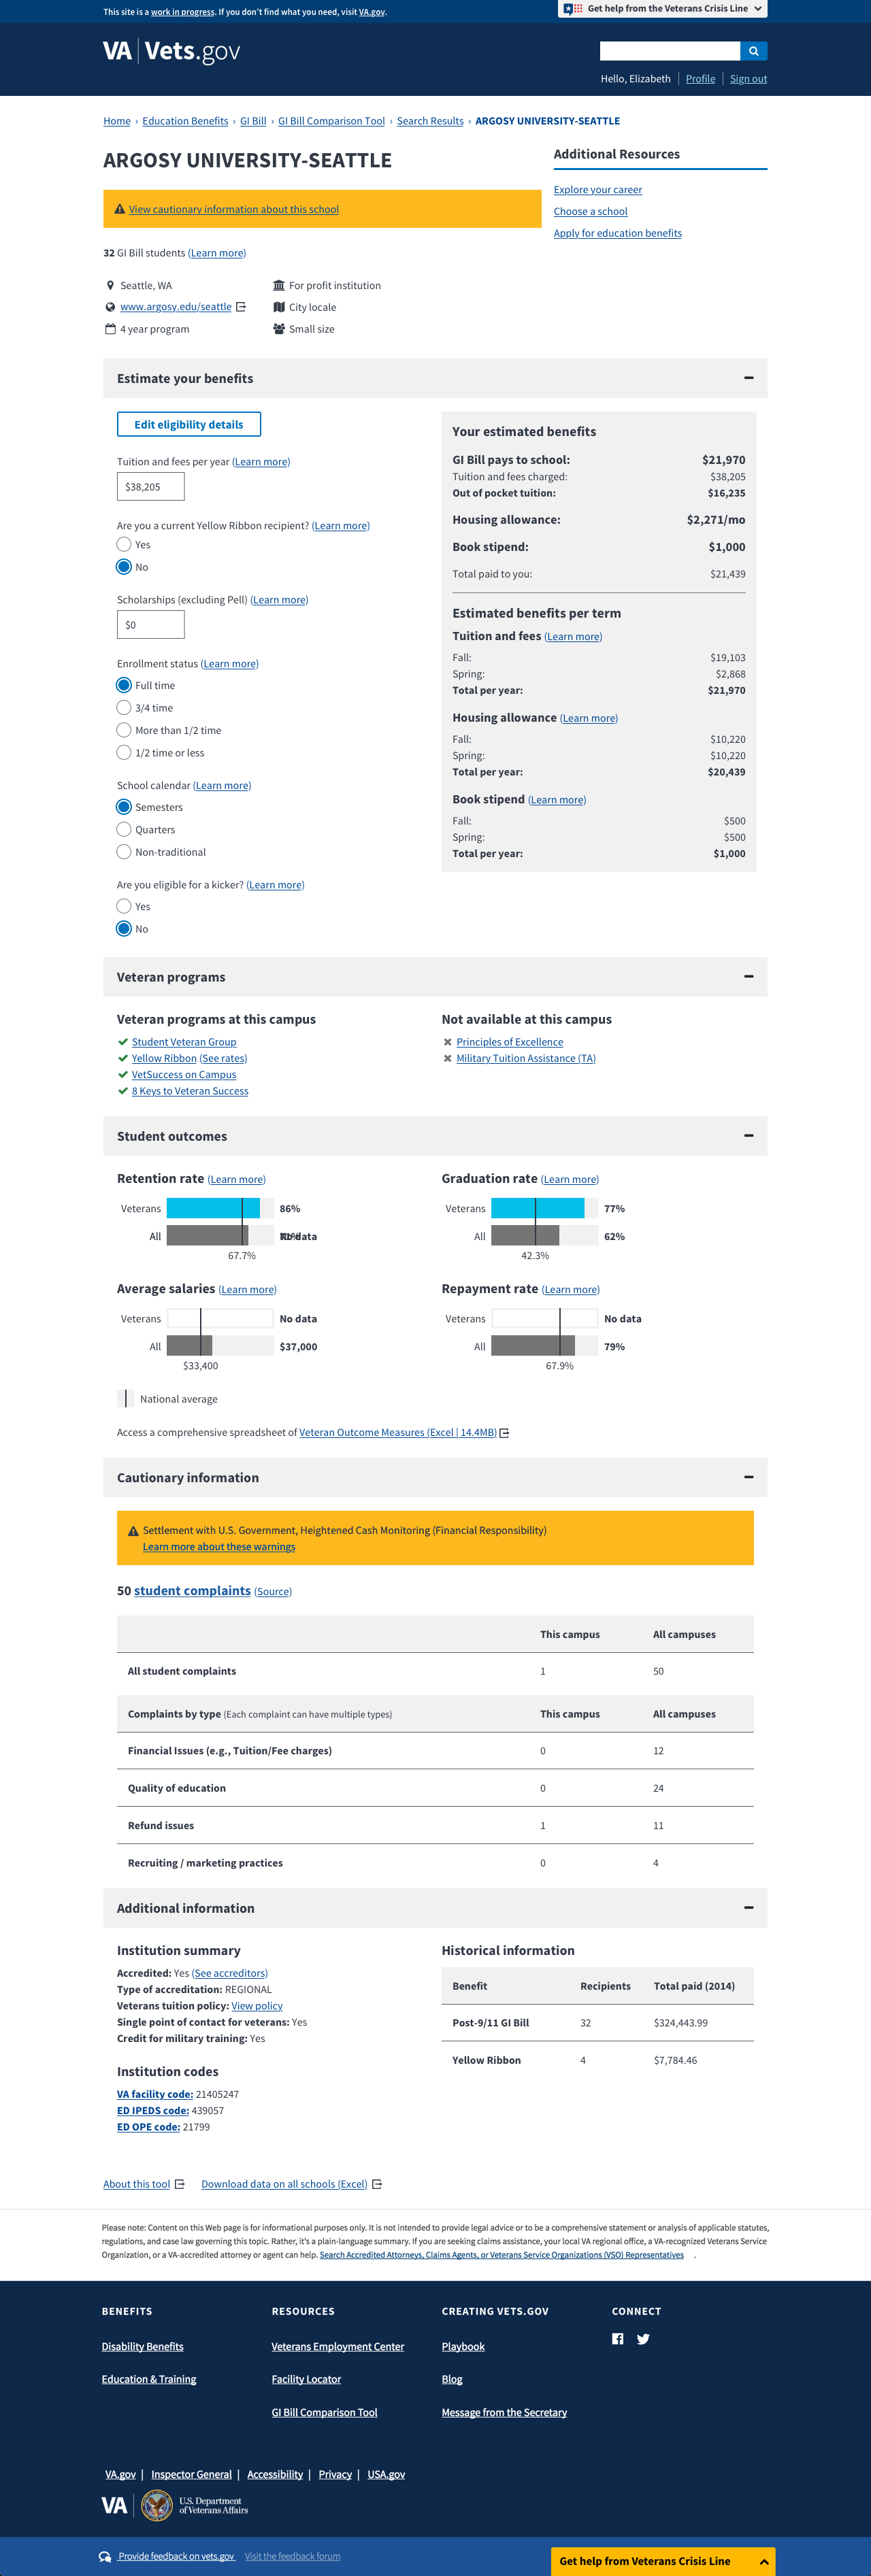 This site is a work in progress. If you don't find what you need, visit VA.gov.
Get help from the Veterans Crisis Line
VA | Vets.gov
Hello, Elizabeth | Profile | Sign out
Home › Education Benefits › GI Bill › GI Bill Comparison Tool › Search Results › ARGOSY UNIVERSITY-SEATTLE
ARGOSY UNIVERSITY-SEATTLE
View cautionary information about this school
32 GI Bill students (Learn more)
Seattle, WA
www.argosy.edu/seattle
4 year program
For profit institution
City locale
Small size
Additional Resources
Explore your career
Choose a school
Apply for education benefits
Estimate your benefits
Edit eligibility details
Tuition and fees per year (Learn more)
$38,205
Are you a current Yellow Ribbon recipient? (Learn more)
Yes
No
Scholarships (excluding Pell) (Learn more)
$0
Enrollment status (Learn more)
Full time
3/4 time
More than 1/2 time
1/2 time or less
School calendar (Learn more)
Semesters
Quarters
Non-traditional
Are you eligible for a kicker? (Learn more)
Yes
No
Your estimated benefits
GI Bill pays to school: $21,970
Tuition and fees charged: $38,205
Out of pocket tuition: $16,235
Housing allowance: $2,271/mo
Book stipend: $1,000
Total paid to you: $21,439
Estimated benefits per term
Tuition and fees (Learn more)
Fall: $19,103
Spring: $2,868
Total per year: $21,970
Housing allowance (Learn more)
Fall: $10,220
Spring: $10,220
Total per year: $20,439
Book stipend (Learn more)
Fall: $500
Spring: $500
Total per year: $1,000
Veteran programs
Veteran programs at this campus
Student Veteran Group
Yellow Ribbon (See rates)
VetSuccess on Campus
8 Keys to Veteran Success
Not available at this campus
Principles of Excellence
Military Tuition Assistance (TA)
Student outcomes
Retention rate (Learn more)
Veterans 86%
All No data
67.7%
Graduation rate (Learn more)
Veterans 77%
All 62%
42.3%
Average salaries (Learn more)
Veterans No data
All $37,000
$33,400
Repayment rate (Learn more)
Veterans No data
All 79%
67.9%
National average
Access a comprehensive spreadsheet of Veteran Outcome Measures (Excel | 14.4MB)
Cautionary information
Settlement with U.S. Government, Heightened Cash Monitoring (Financial Responsibility)
Learn more about these warnings
50 student complaints (Source)
This campus All campuses
All student complaints 1 50
Complaints by type (Each complaint can have multiple types) This campus All campuses
Financial Issues (e.g., Tuition/Fee charges) 0 12
Quality of education 0 24
Refund issues 1 11
Recruiting / marketing practices 0 4
Additional information
Institution summary
Accredited: Yes (See accreditors)
Type of accreditation: REGIONAL
Veterans tuition policy: View policy
Single point of contact for veterans: Yes
Credit for military training: Yes
Institution codes
VA facility code: 21405247
ED IPEDS code: 439057
ED OPE code: 21799
Historical information
Benefit Recipients Total paid (2014)
Post-9/11 GI Bill 32 $324,443.99
Yellow Ribbon 4 $7,784.46
About this tool
Download data on all schools (Excel)
Please note: Content on this Web page is for informational purposes only. It is not intended to provide legal advice or to be a comprehensive statement or analysis of applicable statutes,
regulations, and case law governing this topic. Rather, it's a plain-language summary. If you are seeking claims assistance, your local VA regional office, a VA-recognized Veterans Service
Organization, or a VA-accredited attorney or agent can help. Search Accredited Attorneys, Claims Agents, or Veterans Service Organizations (VSO) Representatives .
BENEFITS
Disability Benefits
Education & Training
RESOURCES
Veterans Employment Center
Facility Locator
GI Bill Comparison Tool
CREATING VETS.GOV
Playbook
Blog
Message from the Secretary
CONNECT
VA.gov | Inspector General | Accessibility | Privacy | USA.gov
VA
U.S. Department
of Veterans Affairs
Provide feedback on vets.gov
Visit the feedback forum
Get help from Veterans Crisis Line